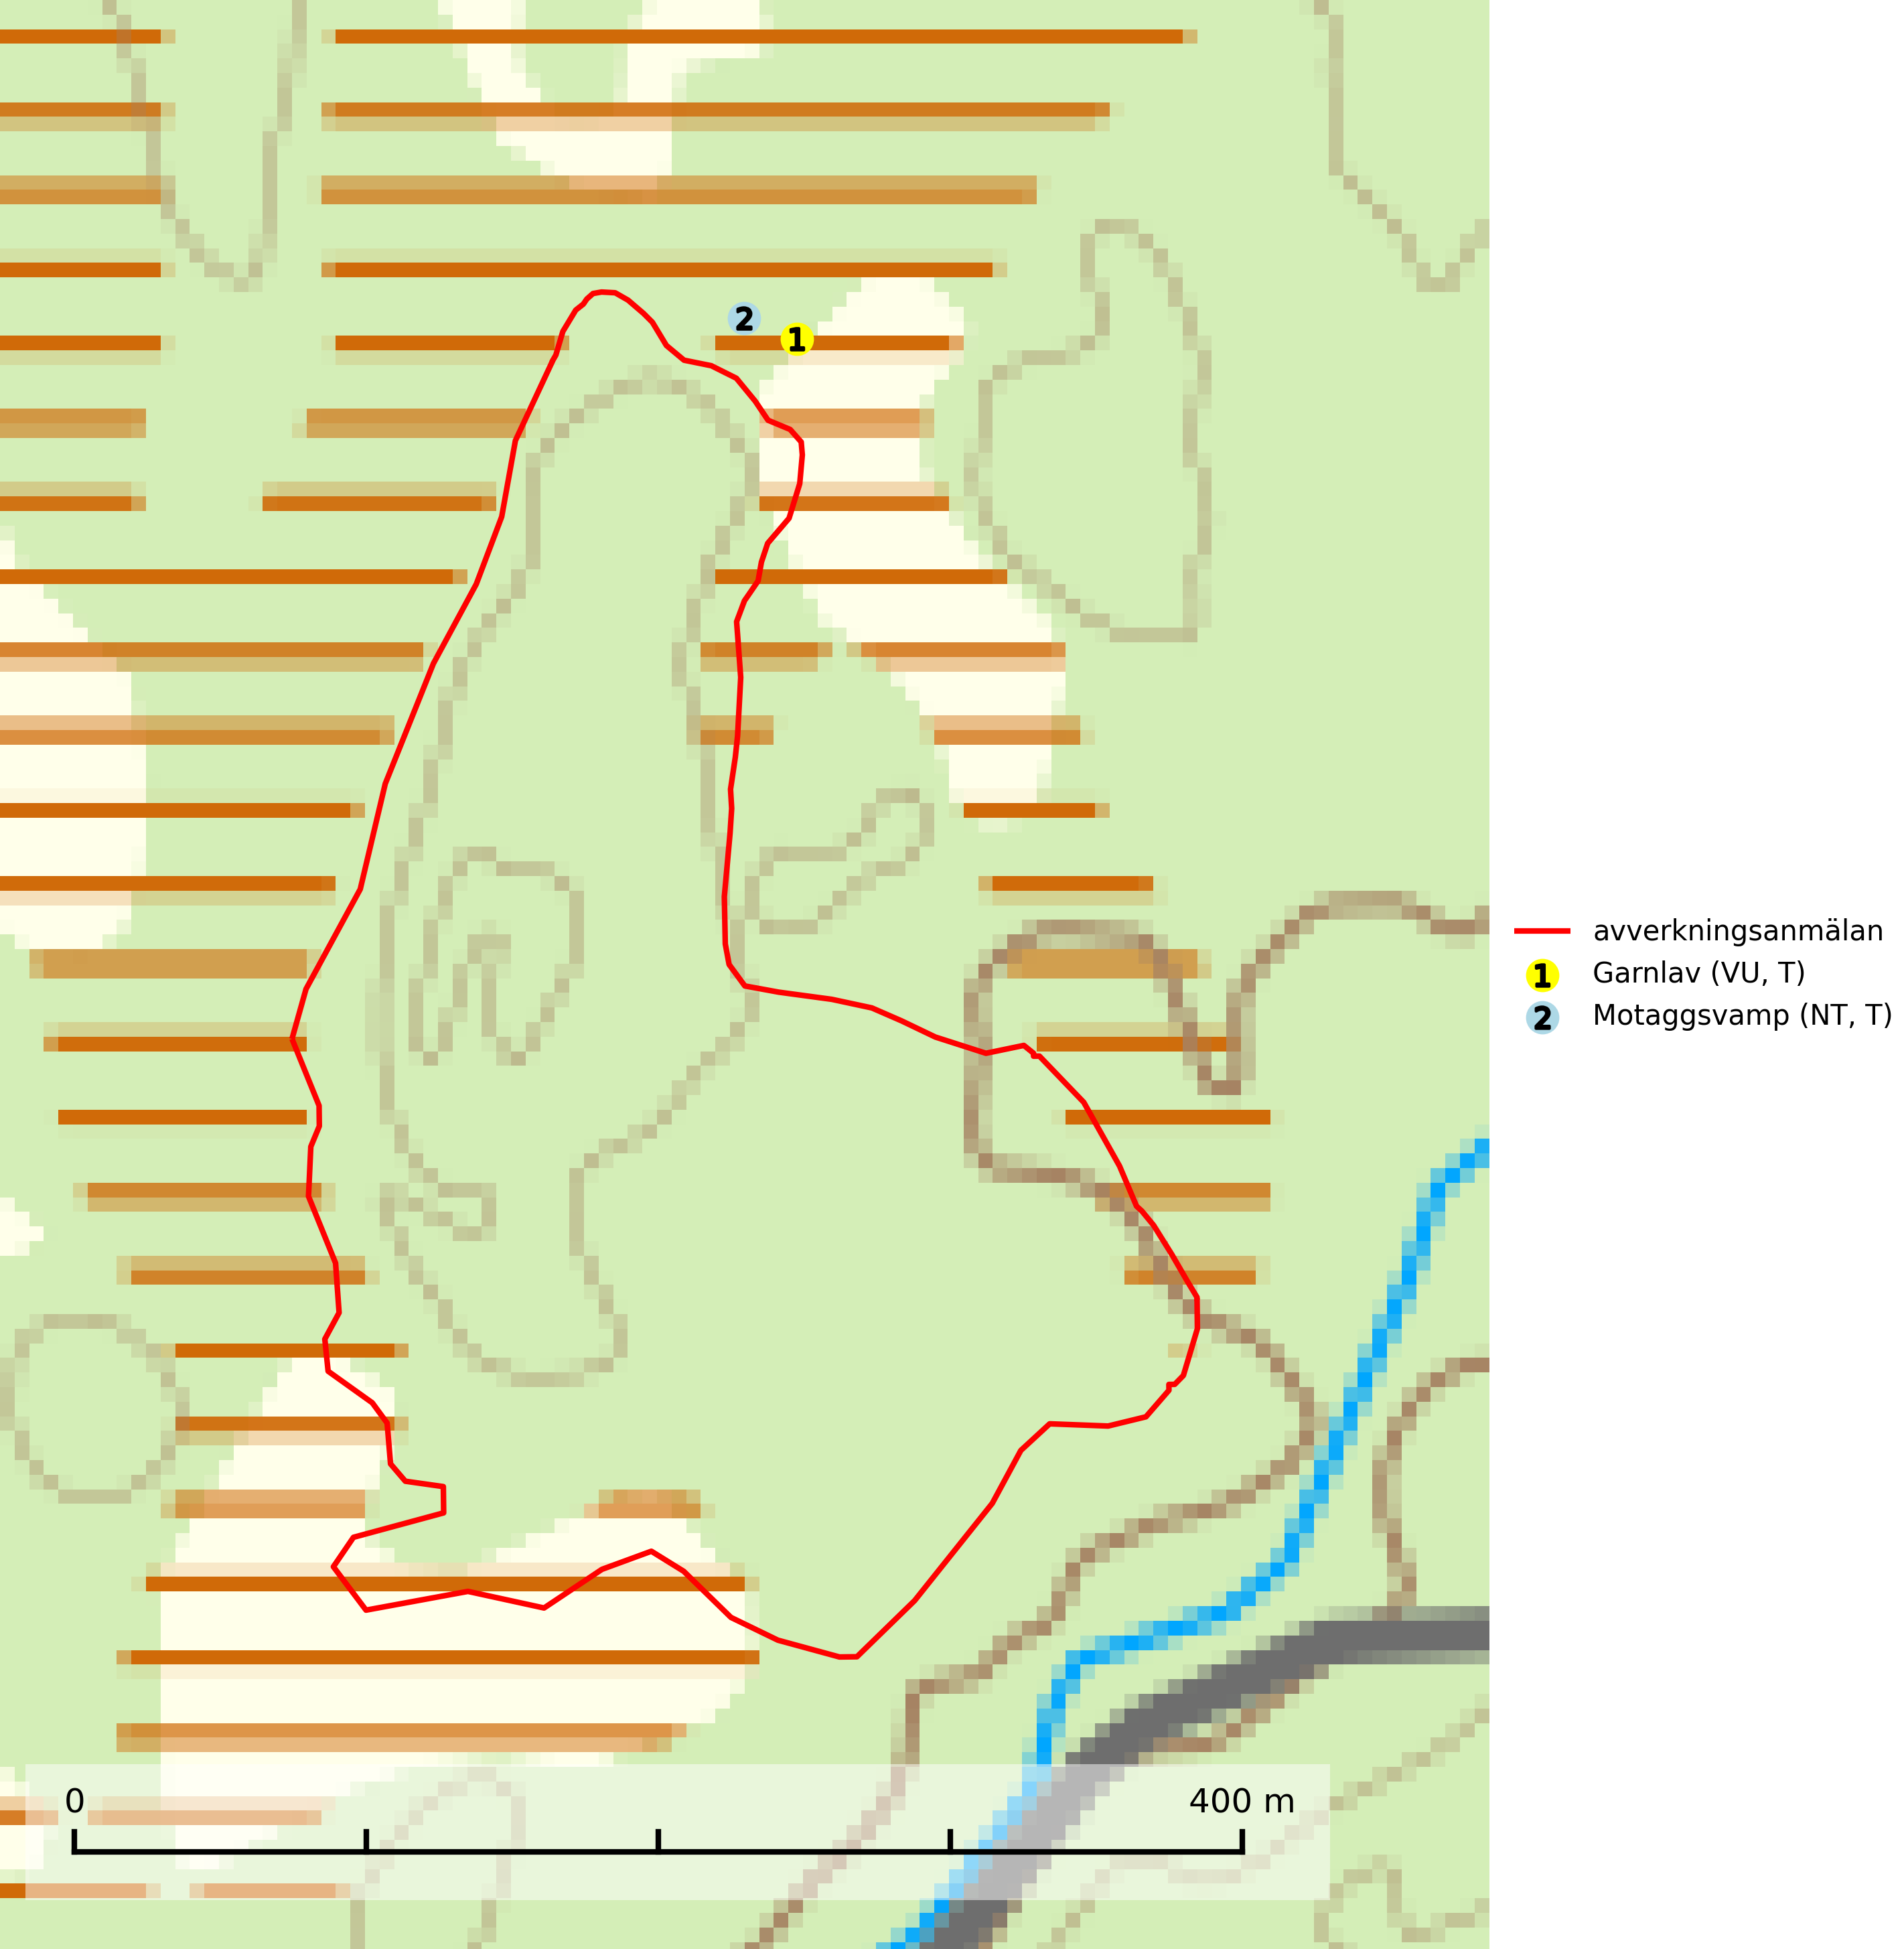 2
1
avverkningsanmälan
1 Garnlav (VU, T)
2 Motaggsvamp (NT, T)
0 400 m